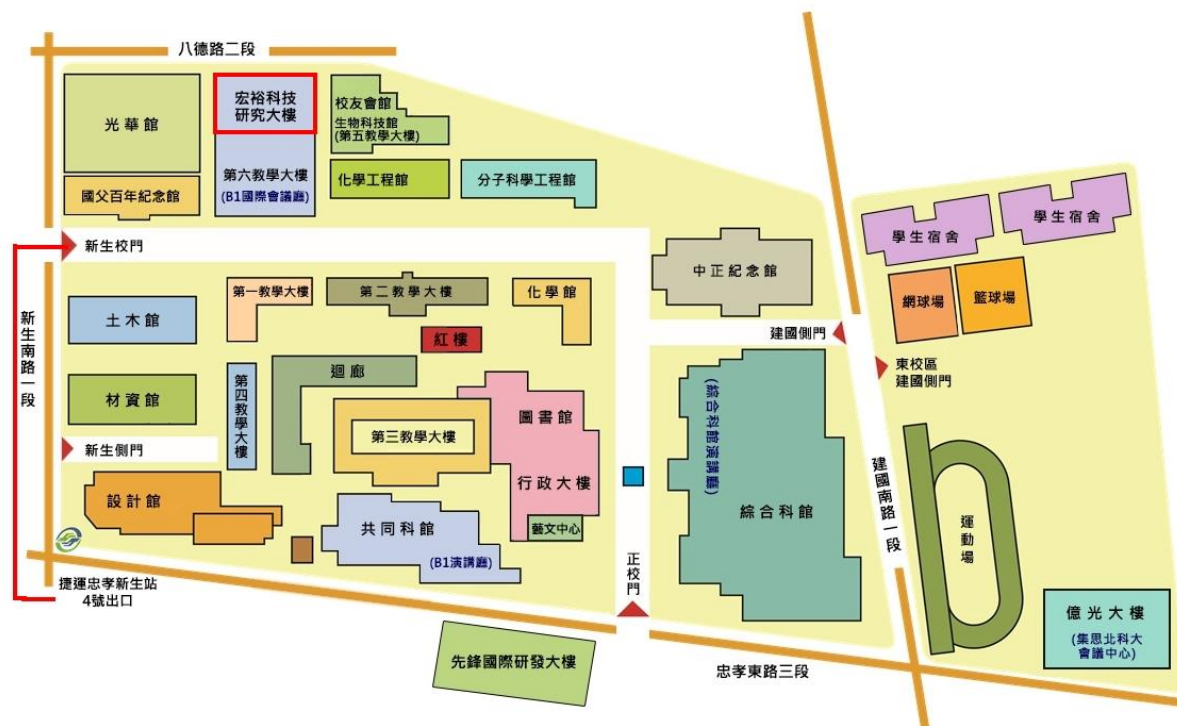 八德路二段
光華館
宏裕科技
研究大樓
校友會館
生物科技館
(第五教學大樓)
第六教學大樓
(B1國際會議廳)
化學工程館
分子科學工程館
國父百年紀念館
學生宿舍
學生宿舍
新生校門
中正紀念館
網球場
籃球場
第一教學大樓
第二教學大樓
化學館
土木館
新生南路一段
紅樓
建國側門
東校區
建國側門
迴廊
第四教學大樓
材資館
圖書館
(綜合科館演講廳)
第三教學大樓
新生側門
行政大樓
設計館
綜合科館
建國南路一段
運動場
共同科館
(B1演講廳)
藝文中心
正校門
捷運忠孝新生站
4號出口
億光大樓
(集思北科大
會議中心)
先鋒國際研發大樓
忠孝東路三段